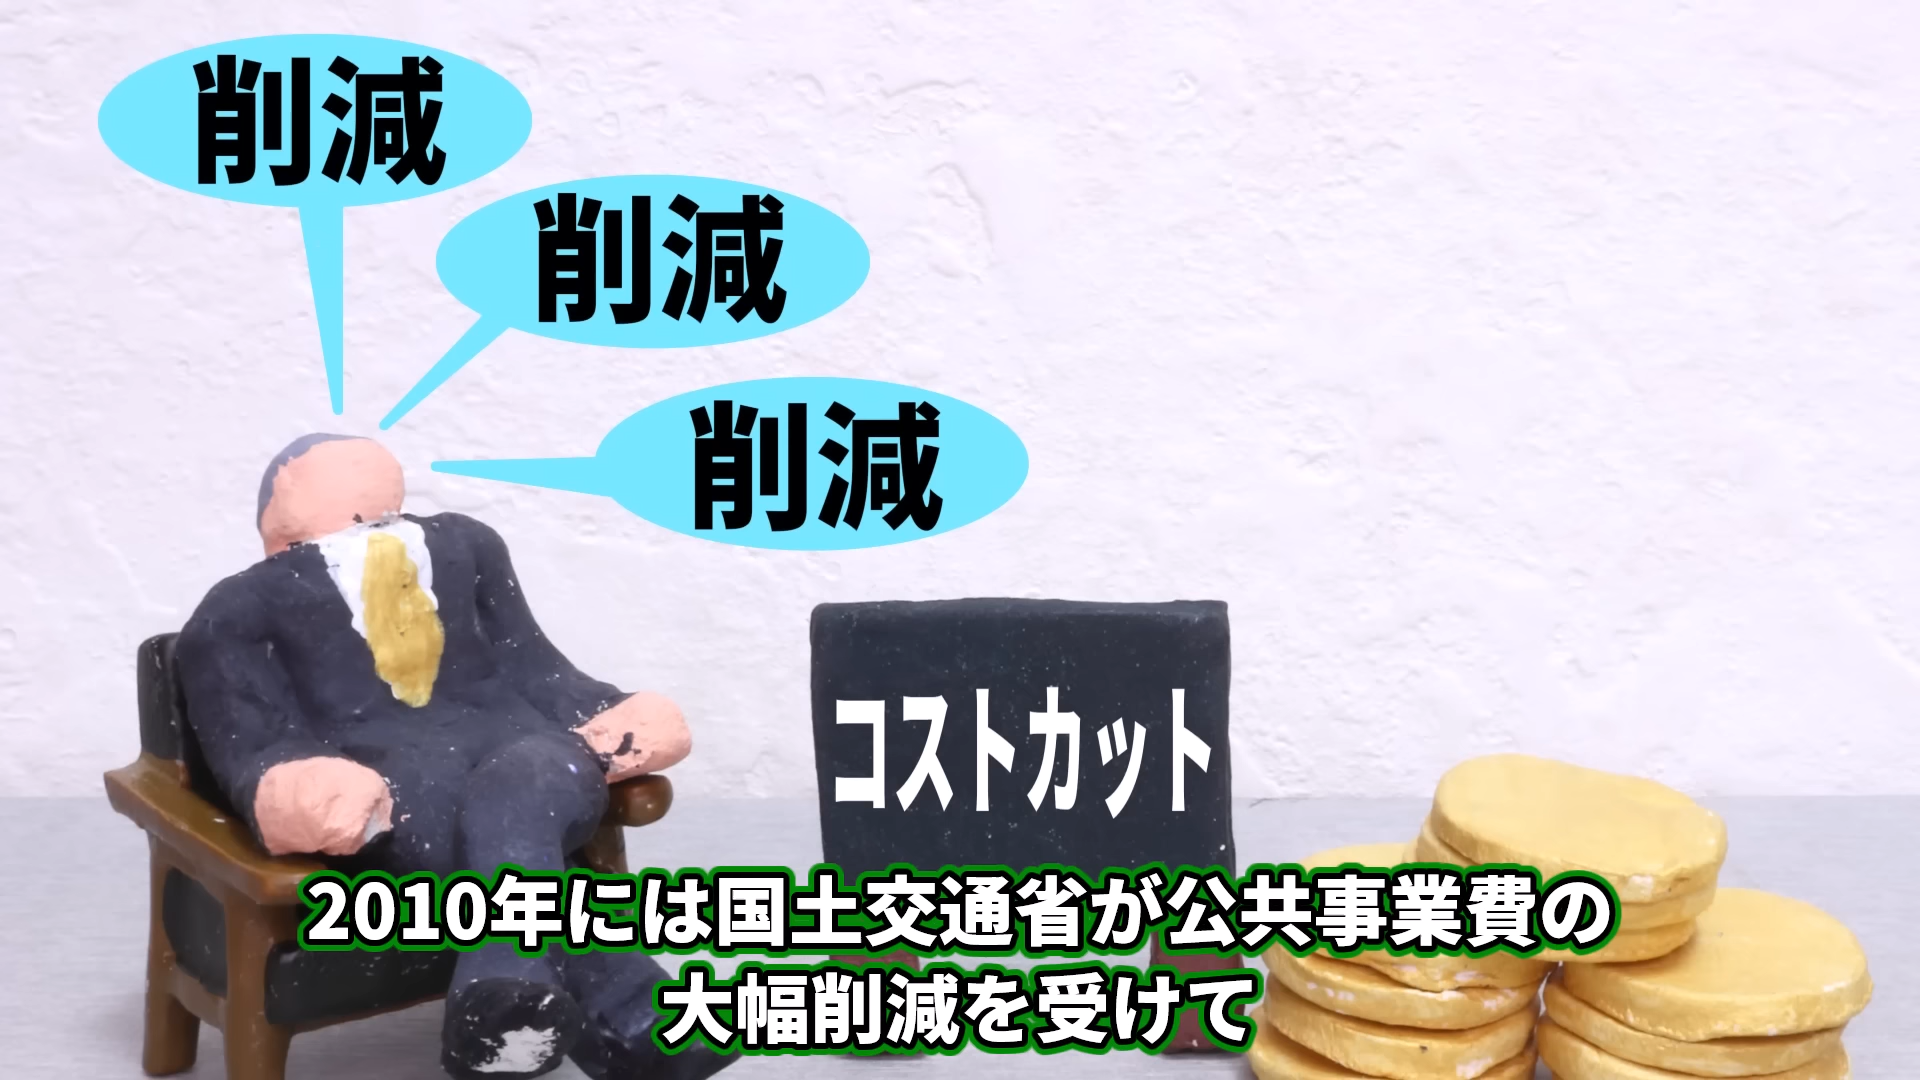 削減
削減
削減
コストカット
2010年には国土交通省が公共事業費の
大幅削減を受けて